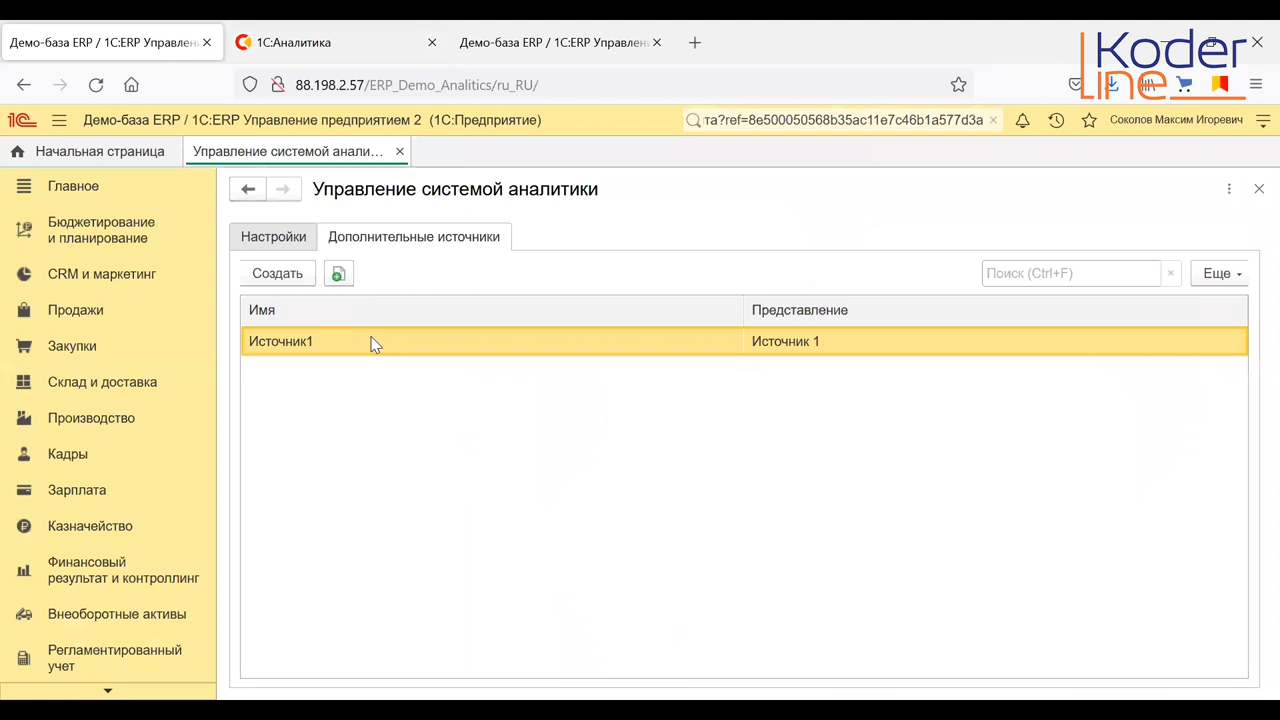 Демо-база ERP / 1С:ERP Управлени
1С:Аналитика
Демо-база ERP / 1С:ERP Управлени
Koder
line
88.198.2.57/ERP_Demo_Analitics/ru_RU/
Демо-база ERP / 1С:ERP Управление предприятием 2 (1С:Предприятие)
та?ref=8e500050568b35ac11e7c46b1a577d3a
Соколов Максим Игоревич
Начальная страница
Управление системой анали...
Главное
Бюджетирование
и планирование
CRM и маркетинг
Продажи
Закупки
Склад и доставка
Производство
Кадры
Зарплата
Казначейство
Финансовый
результат и контроллинг
Внеоборотные активы
Регламентированный
учет
Управление системой аналитики
Настройки
Дополнительные источники
Создать
Поиск (Ctrl+F)
Еще
Имя
Представление
Источник1
Источник 1